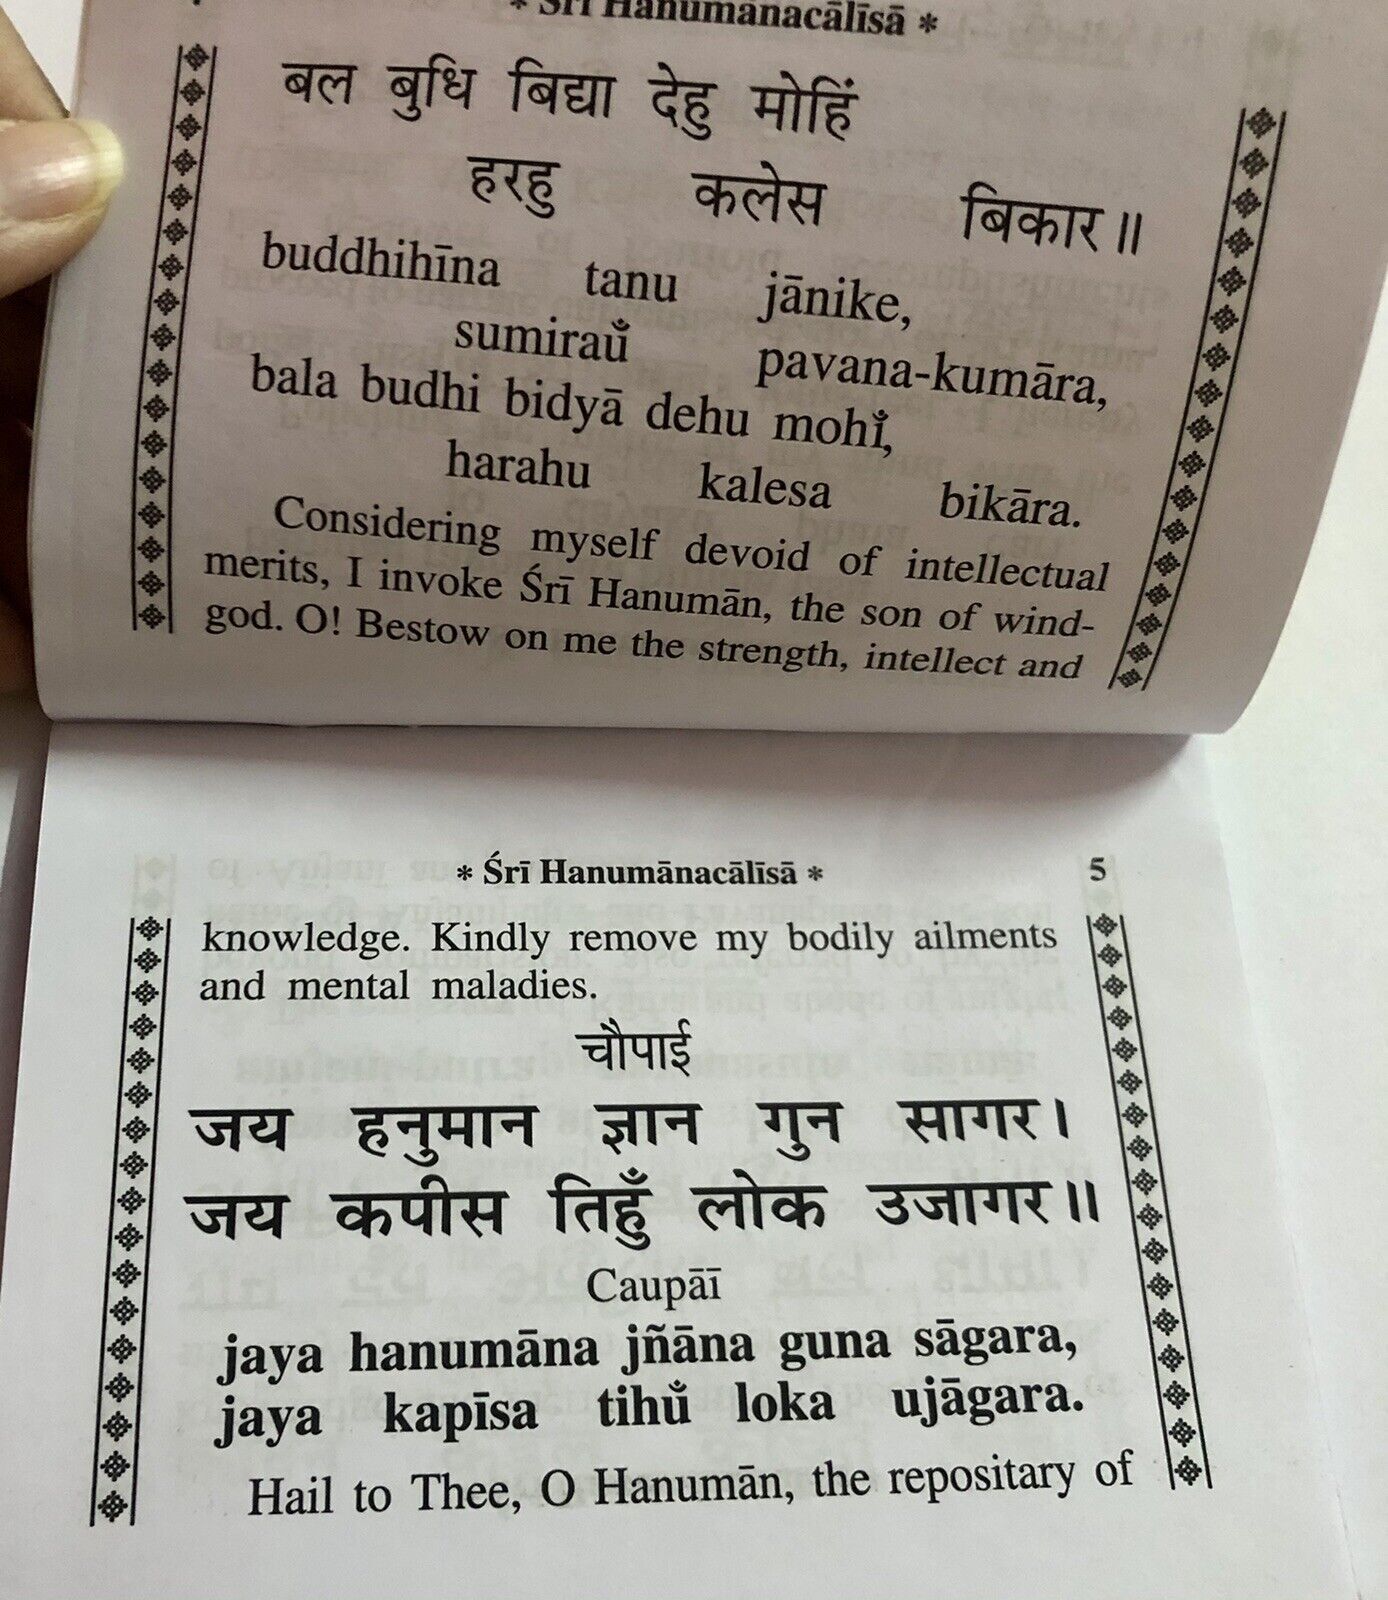 * Śrī Hanumānacālīsā *
बल बुधि बिद्या देहु मोहिं
हरहु कलेस बिकार॥
buddhihīna tanu jānike,
sumiraům̐ pavana-kumāra,
bala budhi bidyā dehu mohim̐,
harahu kalesa bikāra.
Considering myself devoid of intellectual
merits, I invoke Śrī Hanumān, the son of wind-
god. O! Bestow on me the strength, intellect and
* Śrī Hanumānacālīsā * 5
knowledge. Kindly remove my bodily ailments
and mental maladies.
चौपाई
जय हनुमान ज्ञान गुन सागर।
जय कपीस तिहुँ लोक उजागर॥
Caupāī
jaya hanumāna jñāna guna sāgara,
jaya kapīsa tihum̐ loka ujāgara.
Hail to Thee, O Hanumān, the repositary of